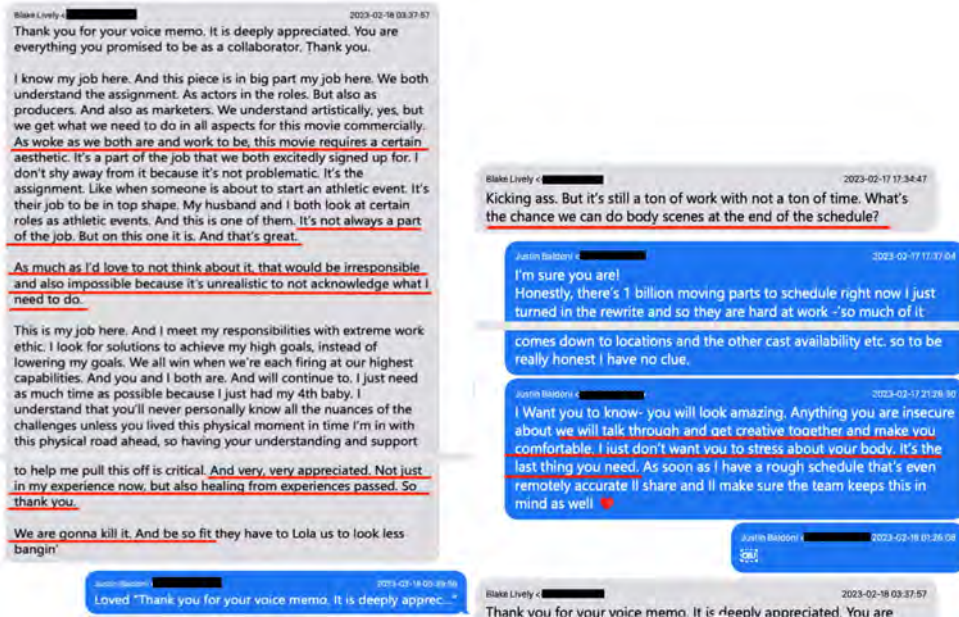 Blake Lively <
2023-02-18 03:37:57
Thank you for your voice memo. It is deeply appreciated. You are
everything you promised to be as a collaborator. Thank you.
I know my job here. And this piece is in big part my job here. We both
understand the assignment. As actors in the roles. But also as
producers. And also as marketers. We understand artistically, yes, but
we get what we need to do in all aspects for this movie commercially.
As woke as we both are and work to be, this movie requires a certain
aesthetic. It's a part of the job that we both excitedly signed up for. I
don't shy away from it because it's not problematic. It's the
assignment. Like when someone is about to start an athletic event. It's
their job to be in top shape. My husband and I both look at certain
roles as athletic events. And this is one of them. It's not always a part
of the job. But on this one it is. And that's great.
As much as I'd love to not think about it, that would be irresponsible
and also impossible because it's unrealistic to not acknowledge what I
need to do.
This is my job here. And I meet my responsibilities with extreme work
ethic. I look for solutions to achieve my high goals, instead of
lowering my goals. We all win when we're each firing at our highest
capabilities. And you and I both are. And will continue to. I just need
as much time as possible because I just had my 4th baby. I
understand that you'll never personally know all the nuances of the
challenges unless you lived this physical moment in time I'm in with
this physical road ahead, so having your understanding and support
to help me pull this off is critical. And very, very appreciated. Not just
in my experience now, but also healing from experiences passed. So
thank you.
We are gonna kill it. And be so fit they have to Lola us to look less
bangin'
Justin Baldoni <
Loved "Thank you for your voice memo. It is deeply apprec..."
Blake Lively <
2023-02-17 17:34:47
Kicking ass. But it's still a ton of work with not a ton of time. What's
the chance we can do body scenes at the end of the schedule?
Justin Baldoni <
2023-02-17 17:37:04
I'm sure you are!
Honestly, there's 1 billion moving parts to schedule right now I just
turned in the rewrite and so they are hard at work -'so much of it
comes down to locations and the other cast availability etc. so to be
really honest I have no clue.
Justin Baldoni <
I Want you to know- you will look amazing. Anything you are insecure
about we will talk through and get creative together and make you
comfortable. I just don't want you to stress about your body. It's the
last thing you need. As soon as I have a rough schedule that's even
remotely accurate Il share and Il make sure the team keeps this in
mind as well ❤️
Justin Baldoni <
2023-02-18 01:26:08
Blake Lively <
2023-02-18 03:37:57
Thank you for your voice memo. It is deeply appreciated. You are